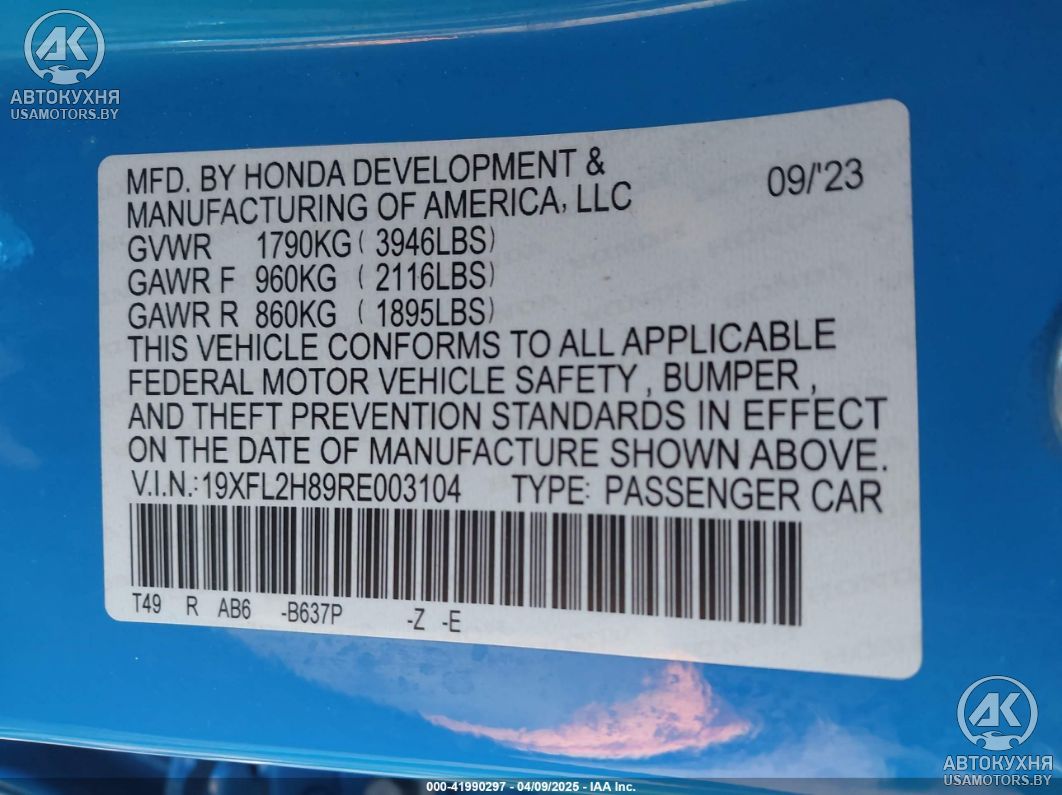 AK
АВТОКУХНЯ
USAMOTORS.BY
MFD. BY HONDA DEVELOPMENT &
MANUFACTURING OF AMERICA, LLC
09/'23
GVWR 1790KG ( 3946LBS)
GAWR F 960KG ( 2116LBS)
GAWR R 860KG ( 1895LBS)
THIS VEHICLE CONFORMS TO ALL APPLICABLE
FEDERAL MOTOR VEHICLE SAFETY , BUMPER ,
AND THEFT PREVENTION STANDARDS IN EFFECT
ON THE DATE OF MANUFACTURE SHOWN ABOVE.
V.I.N.:19XFL2H89RE003104 TYPE: PASSENGER CAR
T49 R AB6 -B637P -Z -E
AK
АВТОКУХНЯ
USAMOTORS.BY
000-41990297 - 04/09/2025 - IAA Inc.